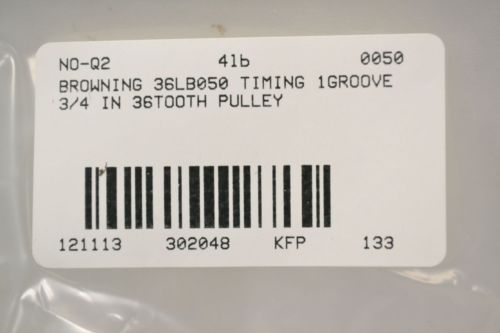 NO-Q2 41b 0050
BROWNING 36LB050 TIMING 1GROOVE
3/4 IN 36TOOTH PULLEY
121113 302048 KFP 133